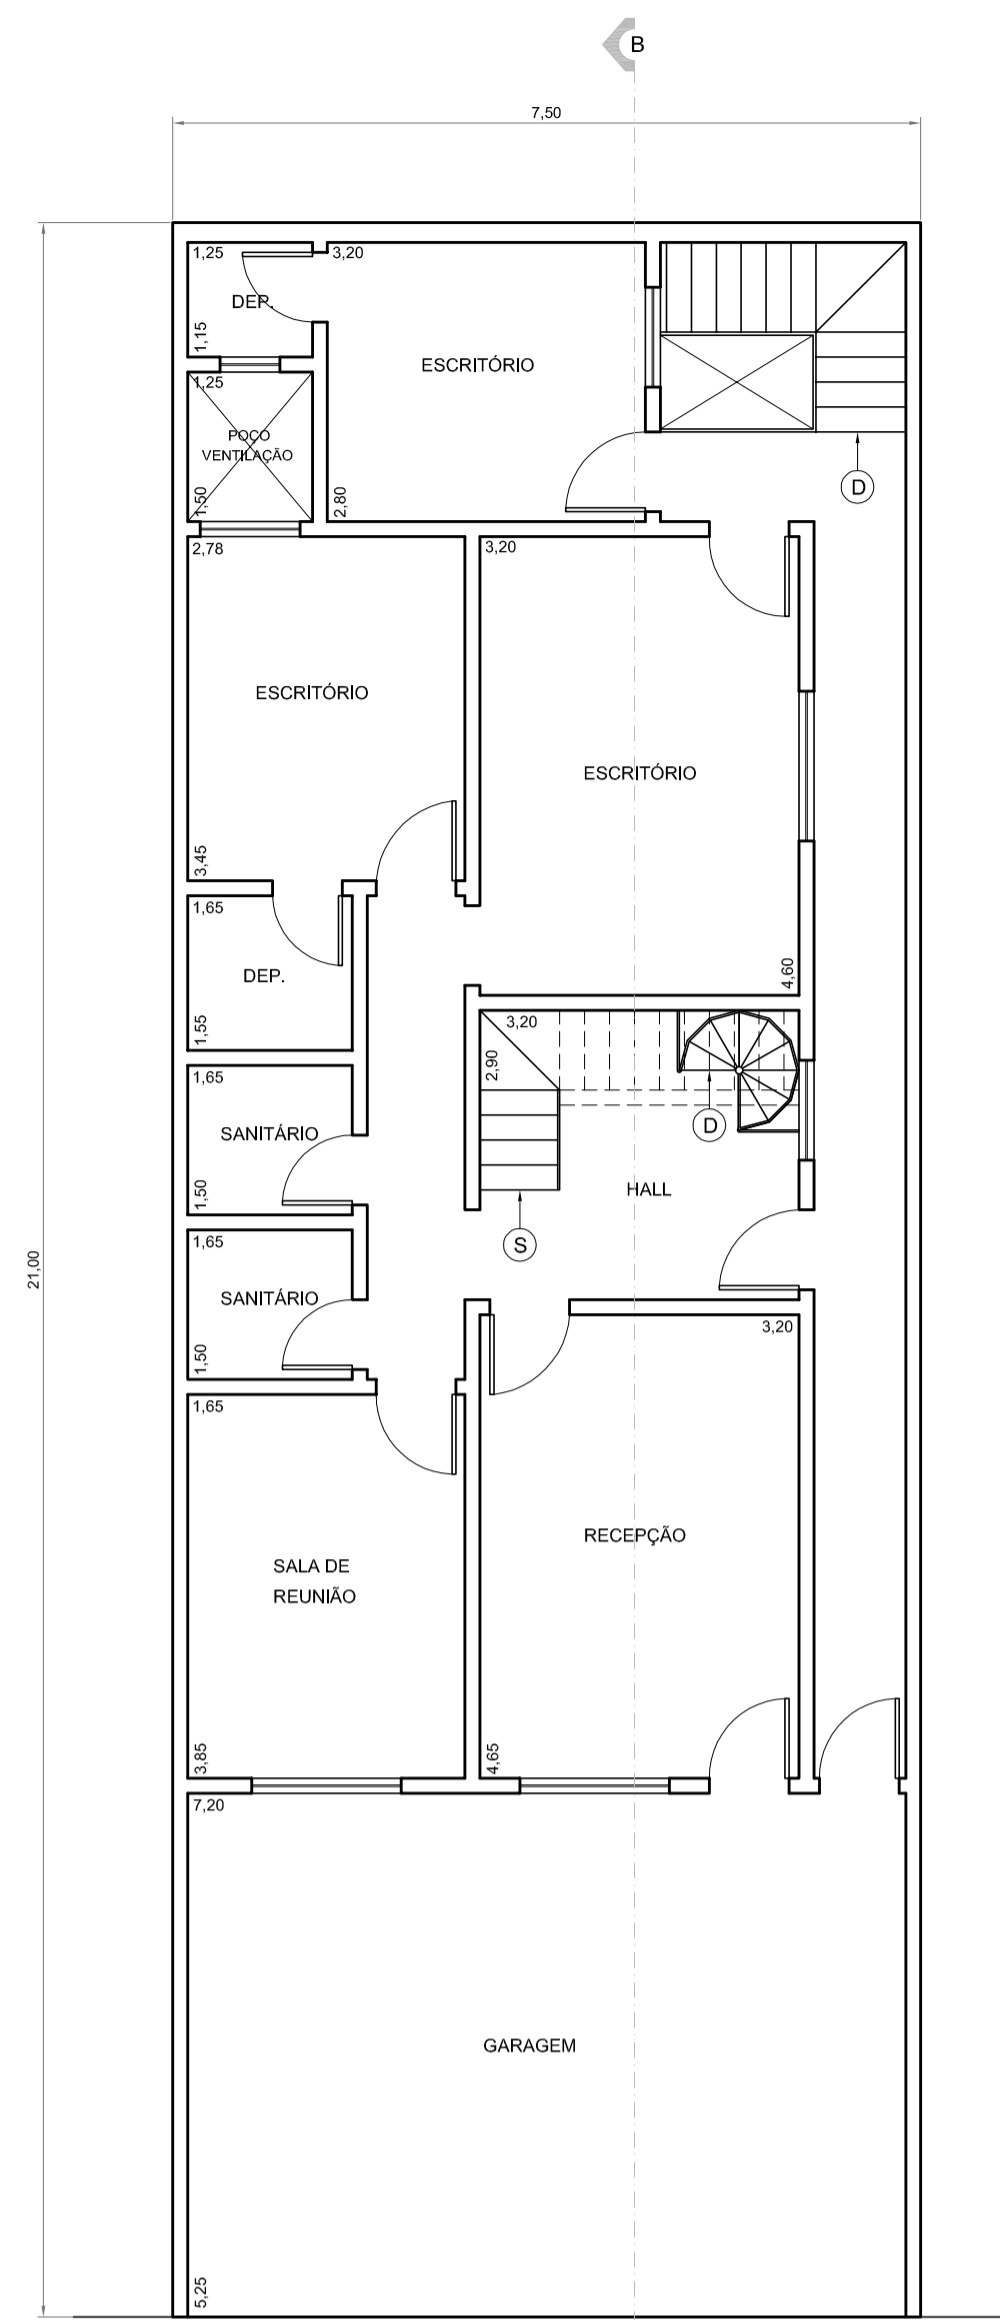 B
7,50
1,25
3,20
DEP.
1,15
ESCRITÓRIO
1,25
POÇO
VENTILAÇÃO
1,50
2,80
D
2,78
3,20
ESCRITÓRIO
ESCRITÓRIO
3,45
1,65
DEP.
4,60
1,55
3,20
2,90
1,65
SANITÁRIO
D
1,50
HALL
S
1,65
21,00
SANITÁRIO
3,20
1,50
1,65
RECEPÇÃO
SALA DE
REUNIÃO
3,85
4,65
7,20
GARAGEM
5,25